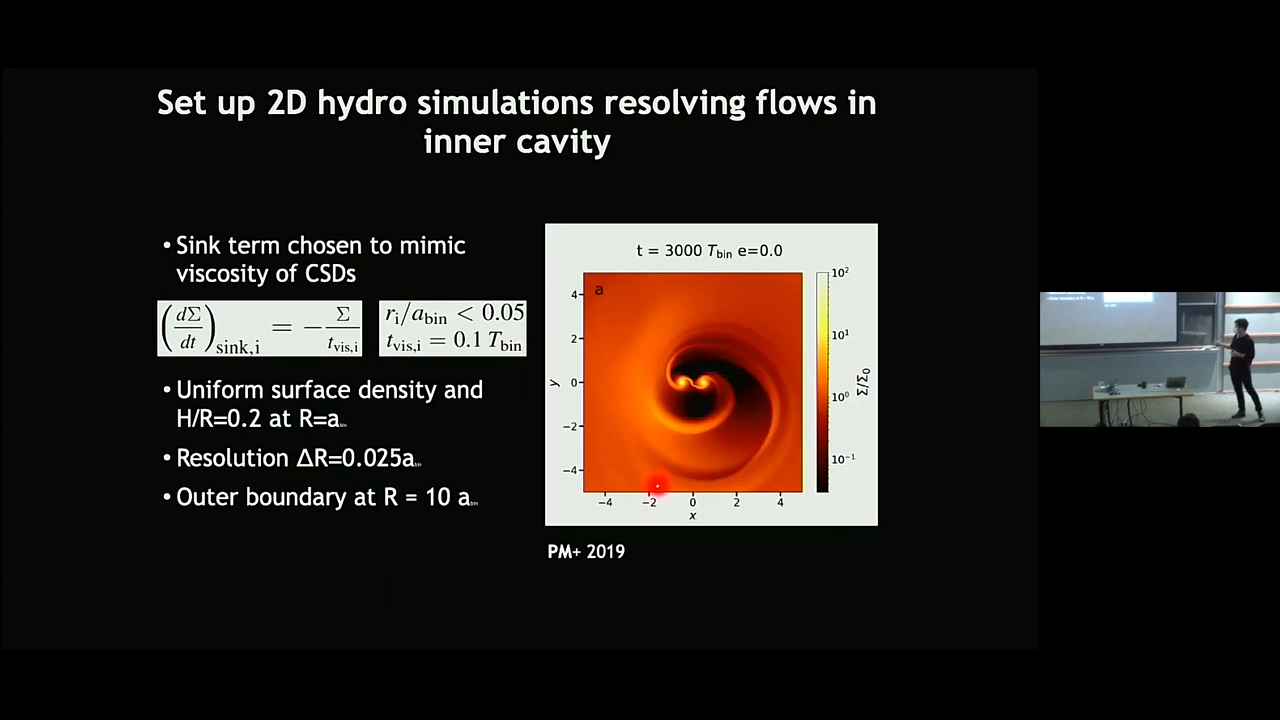 Set up 2D hydro simulations resolving flows in
inner cavity
• Sink term chosen to mimic
viscosity of CSDs
(dΣ/dt)sink,i = − Σ/tvis,i
ri/abin < 0.05
tvis,i = 0.1 Tbin
• Uniform surface density and
H/R=0.2 at R=abin
• Resolution ΔR=0.025abin
• Outer boundary at R = 10 abin
t = 3000 Tbin e=0.0
a
4
2
0
−2
−4
y
−4 −2 0 2 4
x
10²
10¹
10⁰
10⁻¹
Σ/Σ0
PM+ 2019